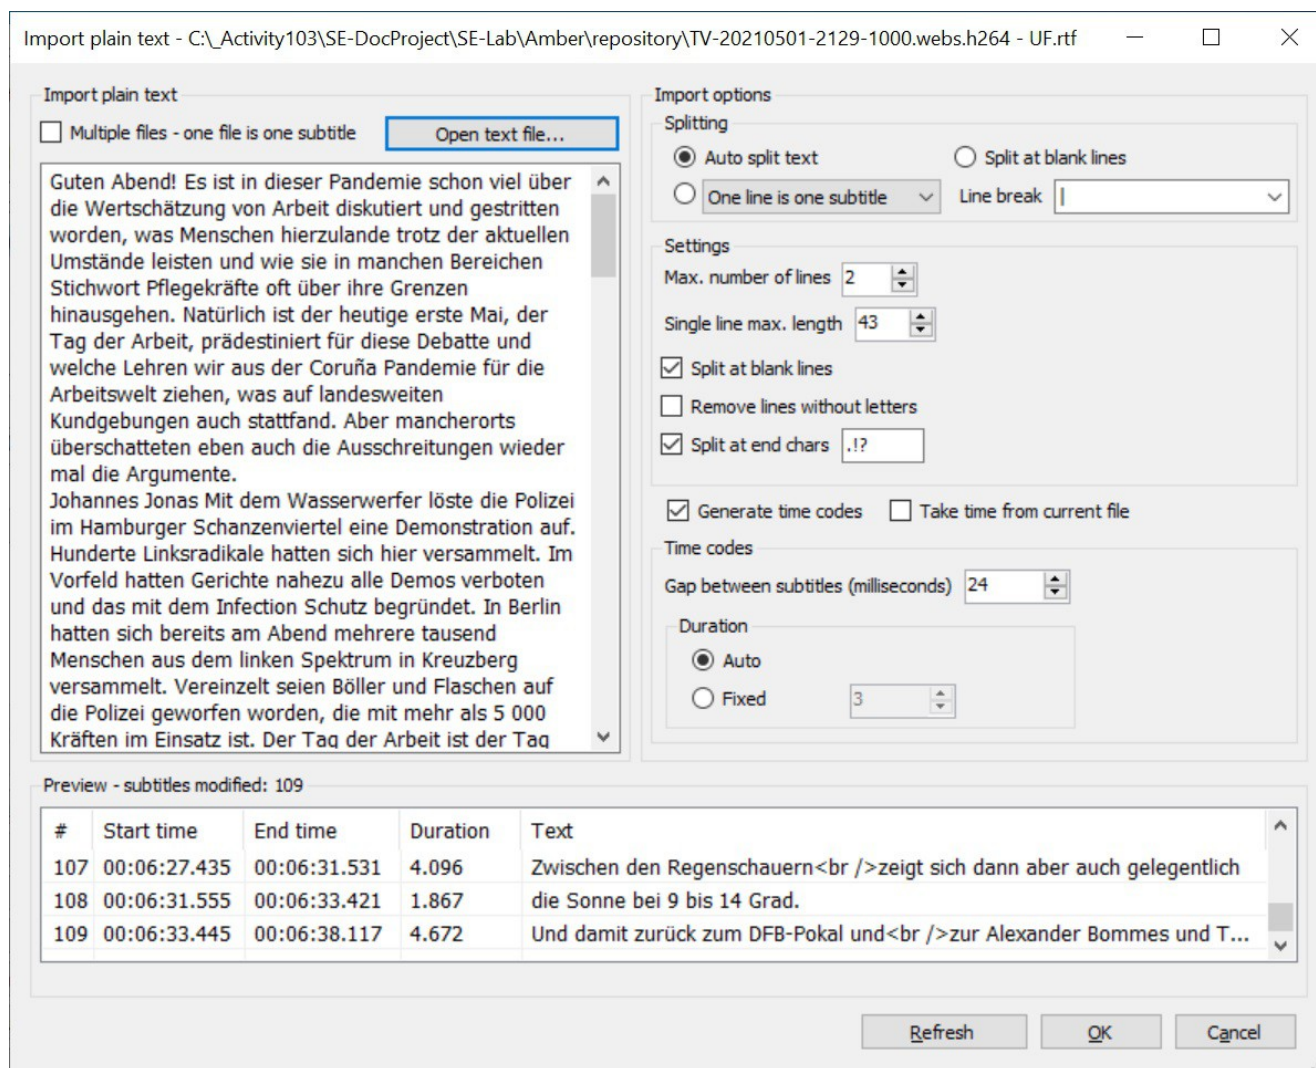 Import plain text - C:\_Activity103\SE-DocProject\SE-Lab\Amber\repository\TV-20210501-2129-1000.webs.h264 - UF.rtf
Import plain text
Multiple files - one file is one subtitle
Open text file...
Guten Abend! Es ist in dieser Pandemie schon viel über
die Wertschätzung von Arbeit diskutiert und gestritten
worden, was Menschen hierzulande trotz der aktuellen
Umstände leisten und wie sie in manchen Bereichen
Stichwort Pflegekräfte oft über ihre Grenzen
hinausgehen. Natürlich ist der heutige erste Mai, der
Tag der Arbeit, prädestiniert für diese Debatte und
welche Lehren wir aus der Coruña Pandemie für die
Arbeitswelt ziehen, was auf landesweiten
Kundgebungen auch stattfand. Aber mancherorts
überschatteten eben auch die Ausschreitungen wieder
mal die Argumente.
Johannes Jonas Mit dem Wasserwerfer löste die Polizei
im Hamburger Schanzenviertel eine Demonstration auf.
Hunderte Linksradikale hatten sich hier versammelt. Im
Vorfeld hatten Gerichte nahezu alle Demos verboten
und das mit dem Infection Schutz begründet. In Berlin
hatten sich bereits am Abend mehrere tausend
Menschen aus dem linken Spektrum in Kreuzberg
versammelt. Vereinzelt seien Böller und Flaschen auf
die Polizei geworfen worden, die mit mehr als 5 000
Kräften im Einsatz ist. Der Tag der Arbeit ist der Tag
Import options
Splitting
Auto split text
Split at blank lines
One line is one subtitle
Line break |
Settings
Max. number of lines 2
Single line max. length 43
Split at blank lines
Remove lines without letters
Split at end chars .!?
Generate time codes
Take time from current file
Time codes
Gap between subtitles (milliseconds) 24
Duration
Auto
Fixed 3
Preview - subtitles modified: 109
# Start time End time Duration Text
107 00:06:27.435 00:06:31.531 4.096 Zwischen den Regenschauern<br />zeigt sich dann aber auch gelegentlich
108 00:06:31.555 00:06:33.421 1.867 die Sonne bei 9 bis 14 Grad.
109 00:06:33.445 00:06:38.117 4.672 Und damit zurück zum DFB-Pokal und<br />zur Alexander Bommes und T...
Refresh
OK
Cancel